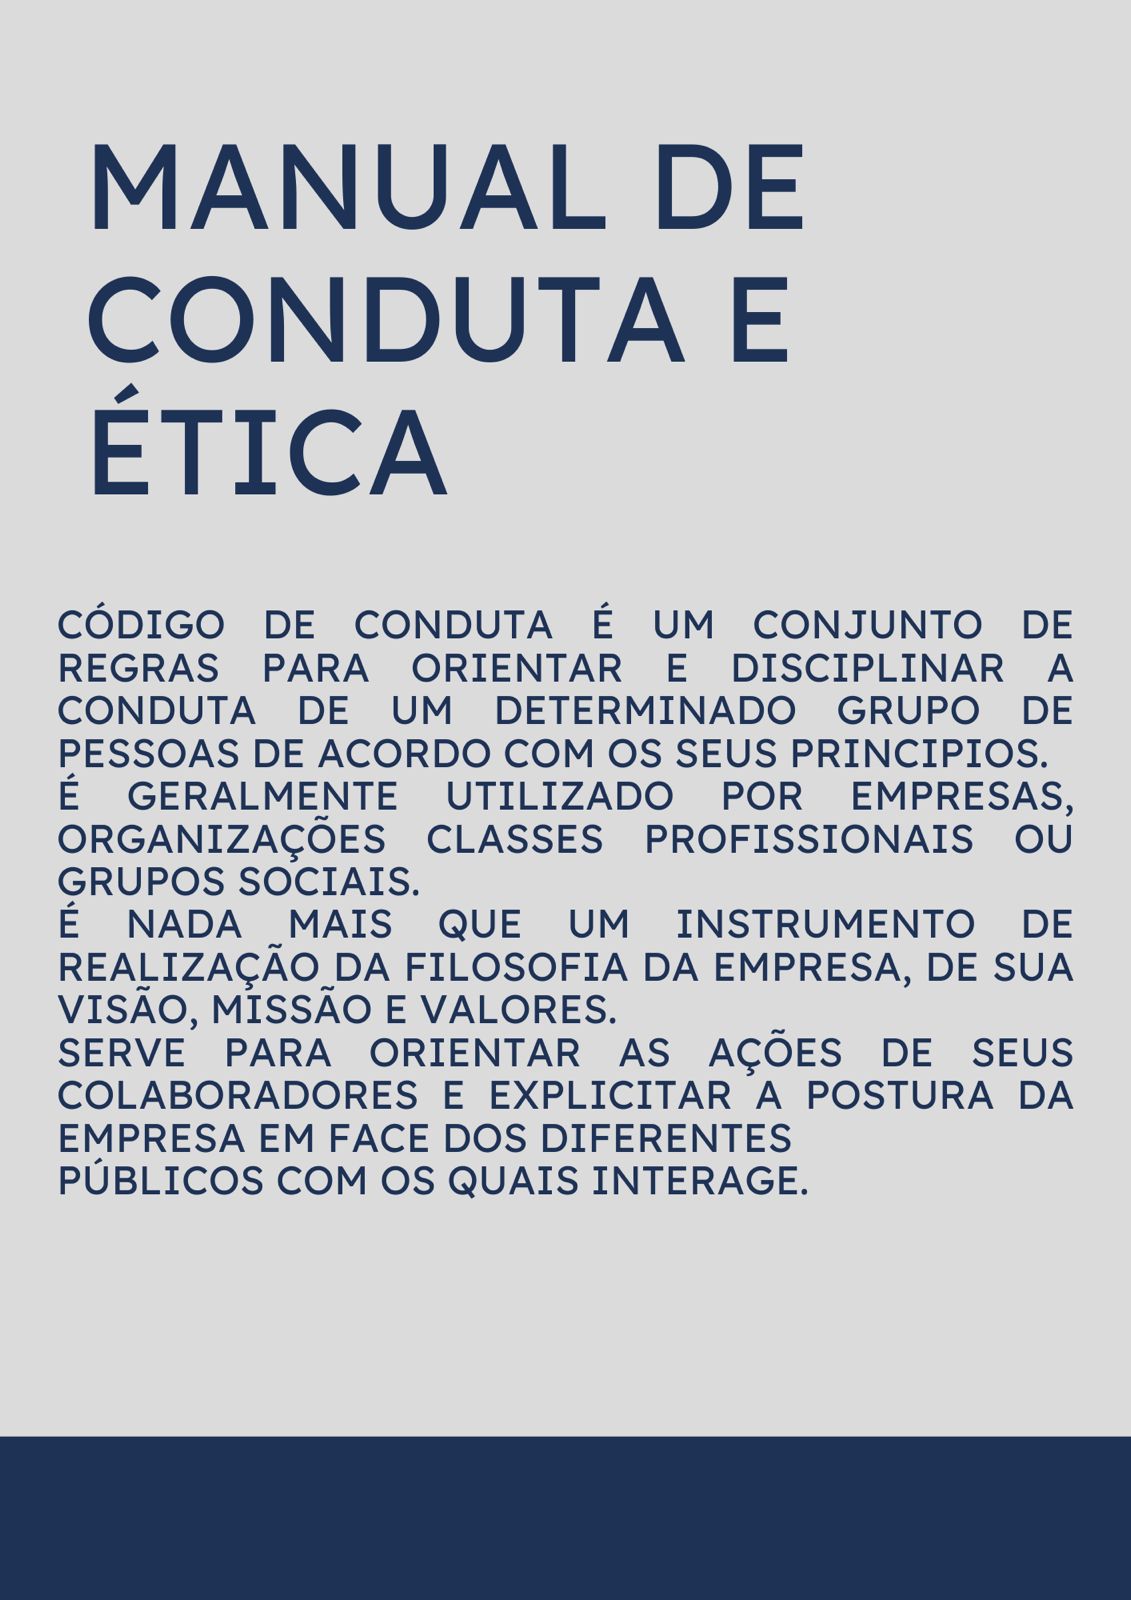 MANUAL DE
CONDUTA E
ÉTICA
CÓDIGO DE CONDUTA É UM CONJUNTO DE
REGRAS PARA ORIENTAR E DISCIPLINAR A
CONDUTA DE UM DETERMINADO GRUPO DE
PESSOAS DE ACORDO COM OS SEUS PRINCIPIOS.
É GERALMENTE UTILIZADO POR EMPRESAS,
ORGANIZAÇÕES CLASSES PROFISSIONAIS OU
GRUPOS SOCIAIS.
É NADA MAIS QUE UM INSTRUMENTO DE
REALIZAÇÃO DA FILOSOFIA DA EMPRESA, DE SUA
VISÃO, MISSÃO E VALORES.
SERVE PARA ORIENTAR AS AÇÕES DE SEUS
COLABORADORES E EXPLICITAR A POSTURA DA
EMPRESA EM FACE DOS DIFERENTES
PÚBLICOS COM OS QUAIS INTERAGE.